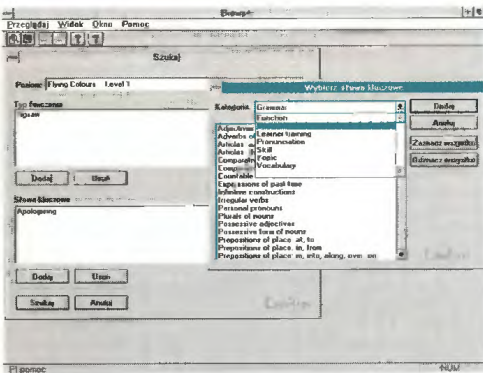 Przeglądaj Widok Okno Pomoc
Szukaj
Poziom: Flying Colours Level 1
Typ ćwiczenia
Jigsaw
Dodaj Usuń
Słowa kluczowe
Apologising
Dodaj Usuń
Szukaj Anuluj
Wybierz słowa kluczowe
Kategoria Grammar
Function
Learner training
Pronunciation
Skill
Topic
Vocabulary
Dodaj
Anuluj
Zaznacz wszystko
Odznacz wszystko
Adverbs of
Countable
Expressions of past time
Infinitive constructions
Irregular verbs
Personal pronouns
Plurals of nouns
Possessive adjectives
Possessive form of nouns
Prepositions of place: at, to
Prepositions of place: in, from
Prepositions of place: in, into, along, over, on
F1 pomoc
NUM